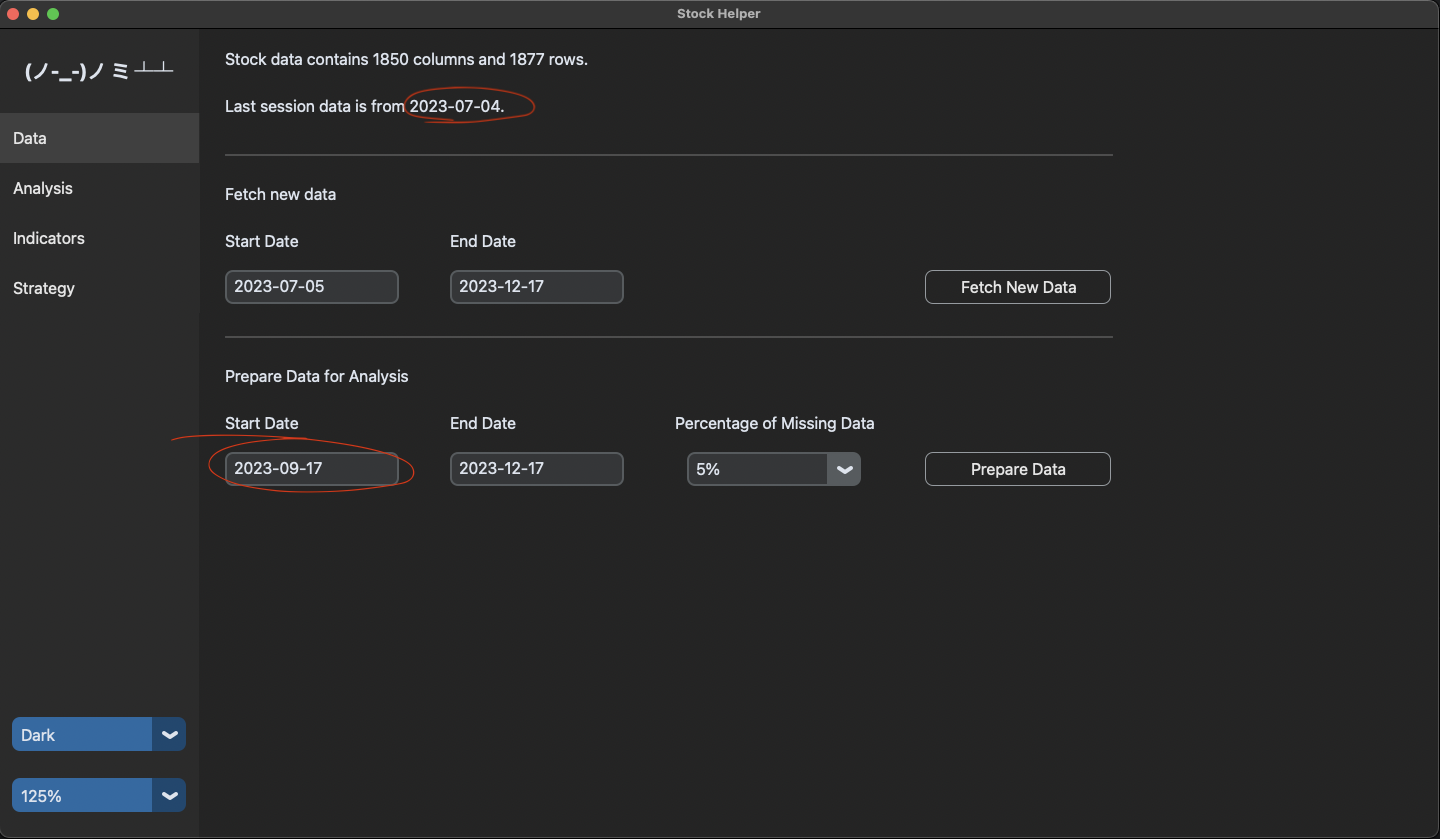 Stock Helper
(ノ-_-)ノ ミ ┴┴
Stock data contains 1850 columns and 1877 rows.
Last session data is from 2023-07-04.
Data
Analysis
Indicators
Strategy
Fetch new data
Start Date End Date
2023-07-05 2023-12-17 Fetch New Data
Prepare Data for Analysis
Start Date End Date Percentage of Missing Data
2023-09-17 2023-12-17 5% Prepare Data
Dark
125%